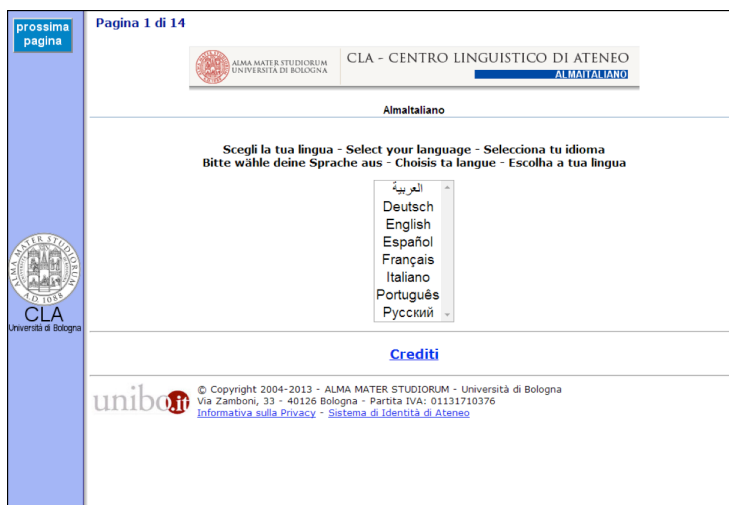 prossima
pagina
Pagina 1 di 14
ALMA MATER STUDIORUM
UNIVERSITÀ DI BOLOGNA
CLA - CENTRO LINGUISTICO DI ATENEO
ALMAITALIANO
AlmaItaliano
Scegli la tua lingua - Select your language - Selecciona tu idioma
Bitte wähle deine Sprache aus - Choisis ta langue - Escolha a tua lingua
العربية
Deutsch
English
Español
Français
Italiano
Português
Русский
ALMA MATER STUDIORUM
A.D. 1088
CLA
Università di Bologna
Crediti
unibo.it
© Copyright 2004-2013 - ALMA MATER STUDIORUM - Università di Bologna
Via Zamboni, 33 - 40126 Bologna - Partita IVA: 01131710376
Informativa sulla Privacy - Sistema di Identità di Ateneo